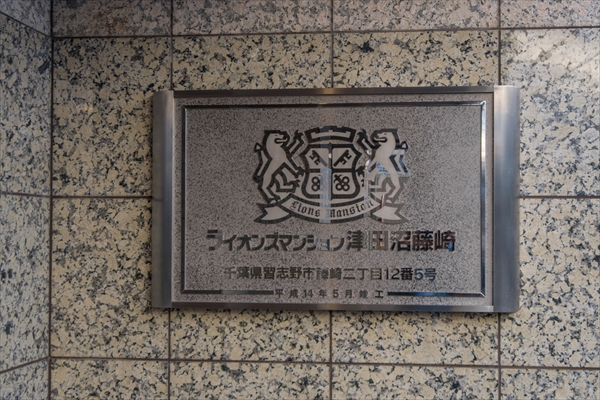 Lions Mansion
ライオンズマンション津田沼藤崎
千葉県習志野市藤崎二丁目12番5号
平成14年5月竣工